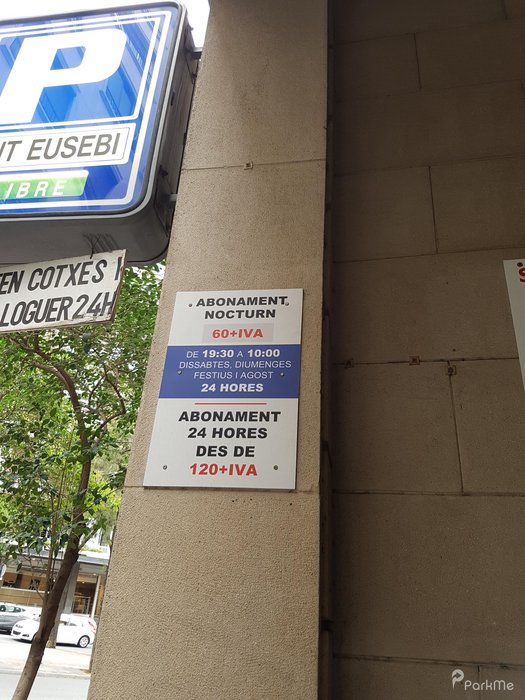 P
NT EUSEBI
LIBRE
EN COTXES
LOGUER 24H
ABONAMENT
NOCTURN
60+IVA
DE 19:30 A 10:00
DISSABTES, DIUMENGES
FESTIUS I AGOST
24 HORES
ABONAMENT
24 HORES
DES DE
120+IVA
ParkMe